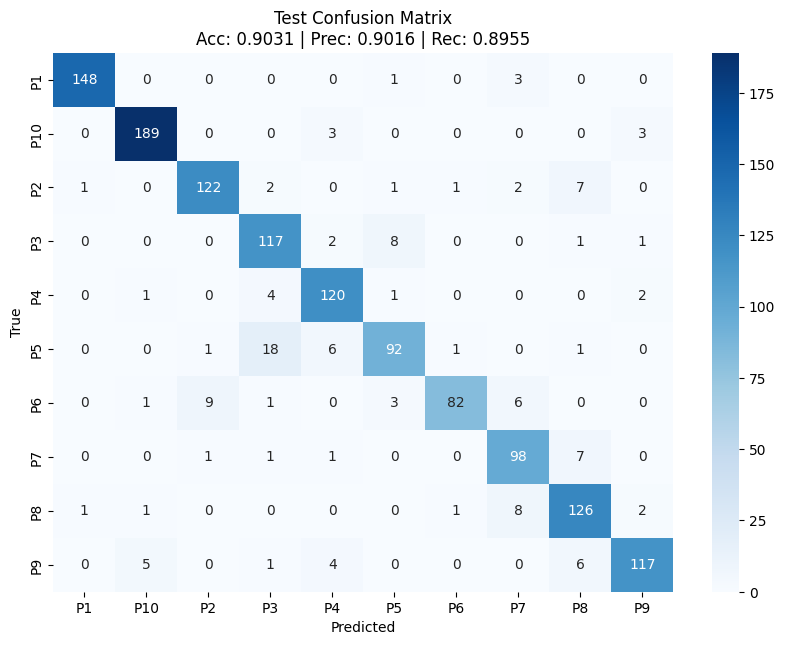 Test Confusion Matrix
Acc: 0.9031 | Prec: 0.9016 | Rec: 0.8955
P1 148 0 0 0 0 1 0 3 0 0
P10 0 189 0 0 3 0 0 0 0 3
P2 1 0 122 2 0 1 1 2 7 0
P3 0 0 0 117 2 8 0 0 1 1
P4 0 1 0 4 120 1 0 0 0 2
P5 0 0 1 18 6 92 1 0 1 0
P6 0 1 9 1 0 3 82 6 0 0
P7 0 0 1 1 1 0 0 98 7 0
P8 1 1 0 0 0 0 1 8 126 2
P9 0 5 0 1 4 0 0 0 6 117
P1 P10 P2 P3 P4 P5 P6 P7 P8 P9
Predicted
True
175
150
125
100
75
50
25
0